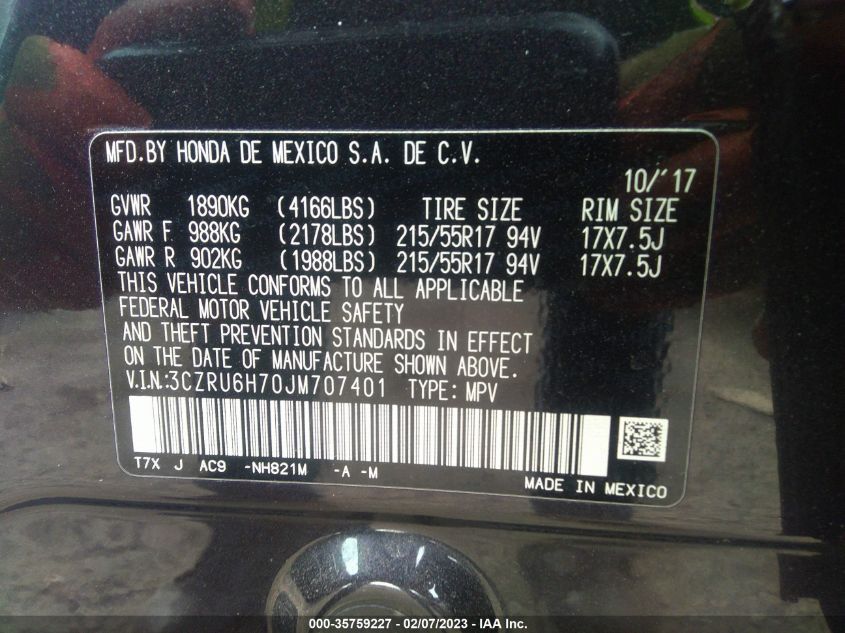 MFD.BY HONDA DE MEXICO S.A. DE C.V.
10/'17
GVWR 1890KG (4166LBS) TIRE SIZE RIM SIZE
GAWR F 988KG (2178LBS) 215/55R17 94V 17X7.5J
GAWR R 902KG (1988LBS) 215/55R17 94V 17X7.5J
THIS VEHICLE CONFORMS TO ALL APPLICABLE
FEDERAL MOTOR VEHICLE SAFETY
AND THEFT PREVENTION STANDARDS IN EFFECT
ON THE DATE OF MANUFACTURE SHOWN ABOVE.
V.I.N.:3CZRU6H70JM707401 TYPE: MPV
T7X J AC9 -NH821M -A -M
MADE IN MEXICO
000-35759227 - 02/07/2023 - IAA Inc.